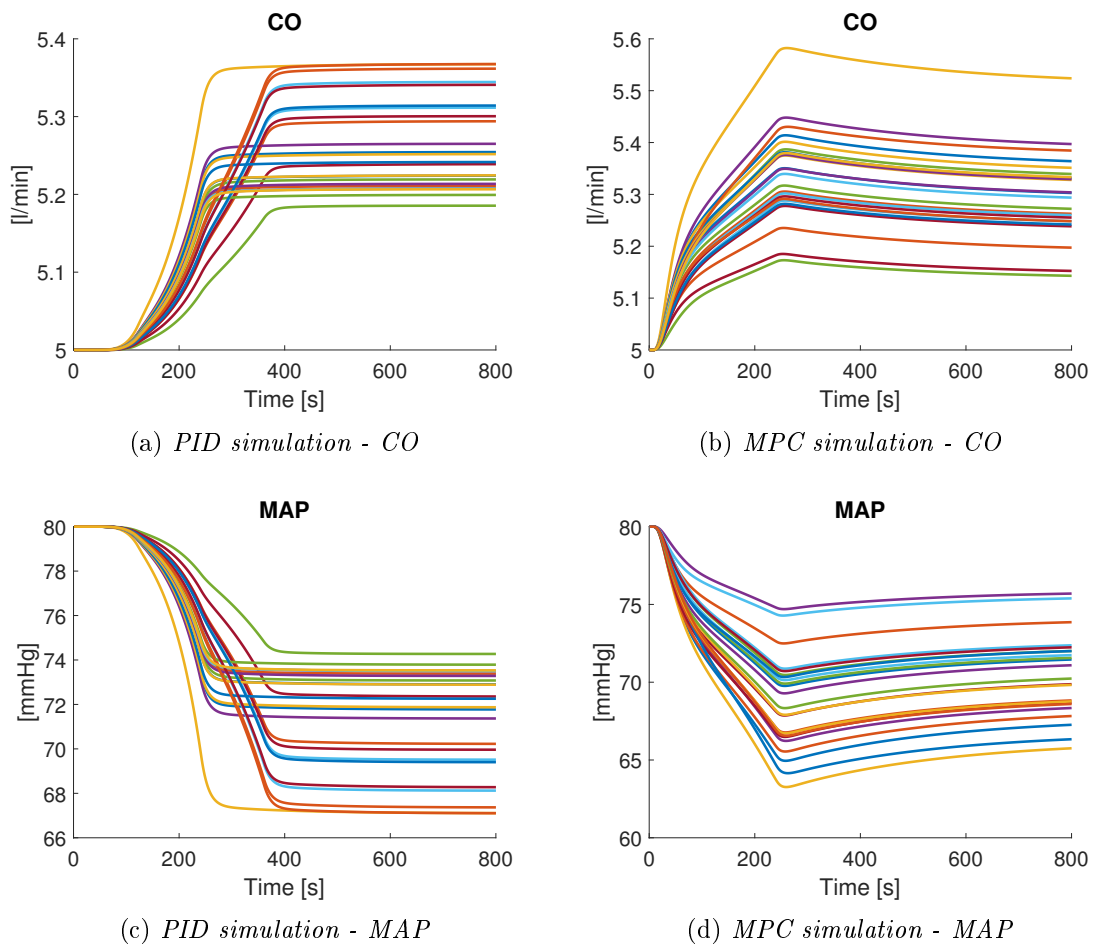 CO
5.4
5.3
5.2
5.1
5
[l/min]
0 200 400 600 800
Time [s]
(a) PID simulation - CO
CO
5.6
5.5
5.4
5.3
5.2
5.1
5
[l/min]
0 200 400 600 800
Time [s]
(b) MPC simulation - CO
MAP
80
78
76
74
72
70
68
66
[mmHg]
0 200 400 600 800
Time [s]
(c) PID simulation - MAP
MAP
80
75
70
65
60
[mmHg]
0 200 400 600 800
Time [s]
(d) MPC simulation - MAP